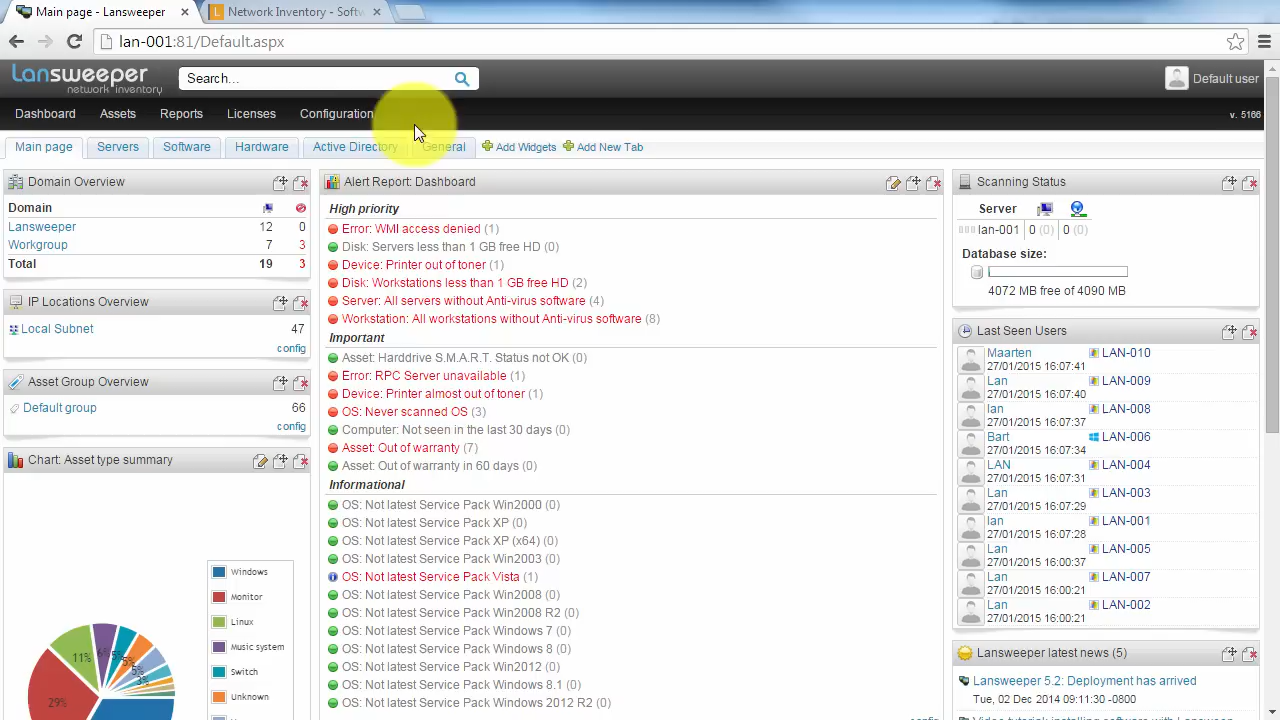 Main page - Lansweeper
Network Inventory - Softw
lan-001:81/Default.aspx
Lansweeper
network inventory
Search...
Default user
Dashboard Assets Reports Licenses Configuration
v. 5166
Main page Servers Software Hardware Active Directory General Add Widgets Add New Tab
Domain Overview
Domain
Lansweeper 12 0
Workgroup 7 3
Total 19 3
IP Locations Overview
Local Subnet 47
config
Asset Group Overview
Default group 66
config
Chart: Asset type summary
Windows
Monitor
Linux
Music system
Switch
Unknown
11%
6%
5%
5%
5%
3%
29%
Alert Report: Dashboard
High priority
Error: WMI access denied (1)
Disk: Servers less than 1 GB free HD (0)
Device: Printer out of toner (1)
Disk: Workstations less than 1 GB free HD (2)
Server: All servers without Anti-virus software (4)
Workstation: All workstations without Anti-virus software (8)
Important
Asset: Harddrive S.M.A.R.T. Status not OK (0)
Error: RPC Server unavailable (1)
Device: Printer almost out of toner (1)
OS: Never scanned OS (3)
Computer: Not seen in the last 30 days (0)
Asset: Out of warranty (7)
Asset: Out of warranty in 60 days (0)
Informational
OS: Not latest Service Pack Win2000 (0)
OS: Not latest Service Pack XP (0)
OS: Not latest Service Pack XP (x64) (0)
OS: Not latest Service Pack Win2003 (0)
OS: Not latest Service Pack Vista (1)
OS: Not latest Service Pack Win2008 (0)
OS: Not latest Service Pack Win2008 R2 (0)
OS: Not latest Service Pack Windows 7 (0)
OS: Not latest Service Pack Windows 8 (0)
OS: Not latest Service Pack Win2012 (0)
OS: Not latest Service Pack Windows 8.1 (0)
OS: Not latest Service Pack Windows 2012 R2 (0)
config
Scanning Status
Server
lan-001 0 (0) 0 (0)
Database size:
4072 MB free of 4090 MB
Last Seen Users
Maarten LAN-010
27/01/2015 16:07:41
Lan LAN-009
27/01/2015 16:07:40
lan LAN-008
27/01/2015 16:07:37
Bart LAN-006
27/01/2015 16:07:34
LAN LAN-004
27/01/2015 16:07:31
Lan LAN-003
27/01/2015 16:07:29
lan LAN-001
27/01/2015 16:07:28
Lan LAN-005
27/01/2015 16:00:37
Lan LAN-007
27/01/2015 16:00:21
Lan LAN-002
27/01/2015 16:00:21
Lansweeper latest news (5)
Lansweeper 5.2: Deployment has arrived
Tue, 02 Dec 2014 09:11:30 -0800
Video tutorial: installing software with Lansweeper